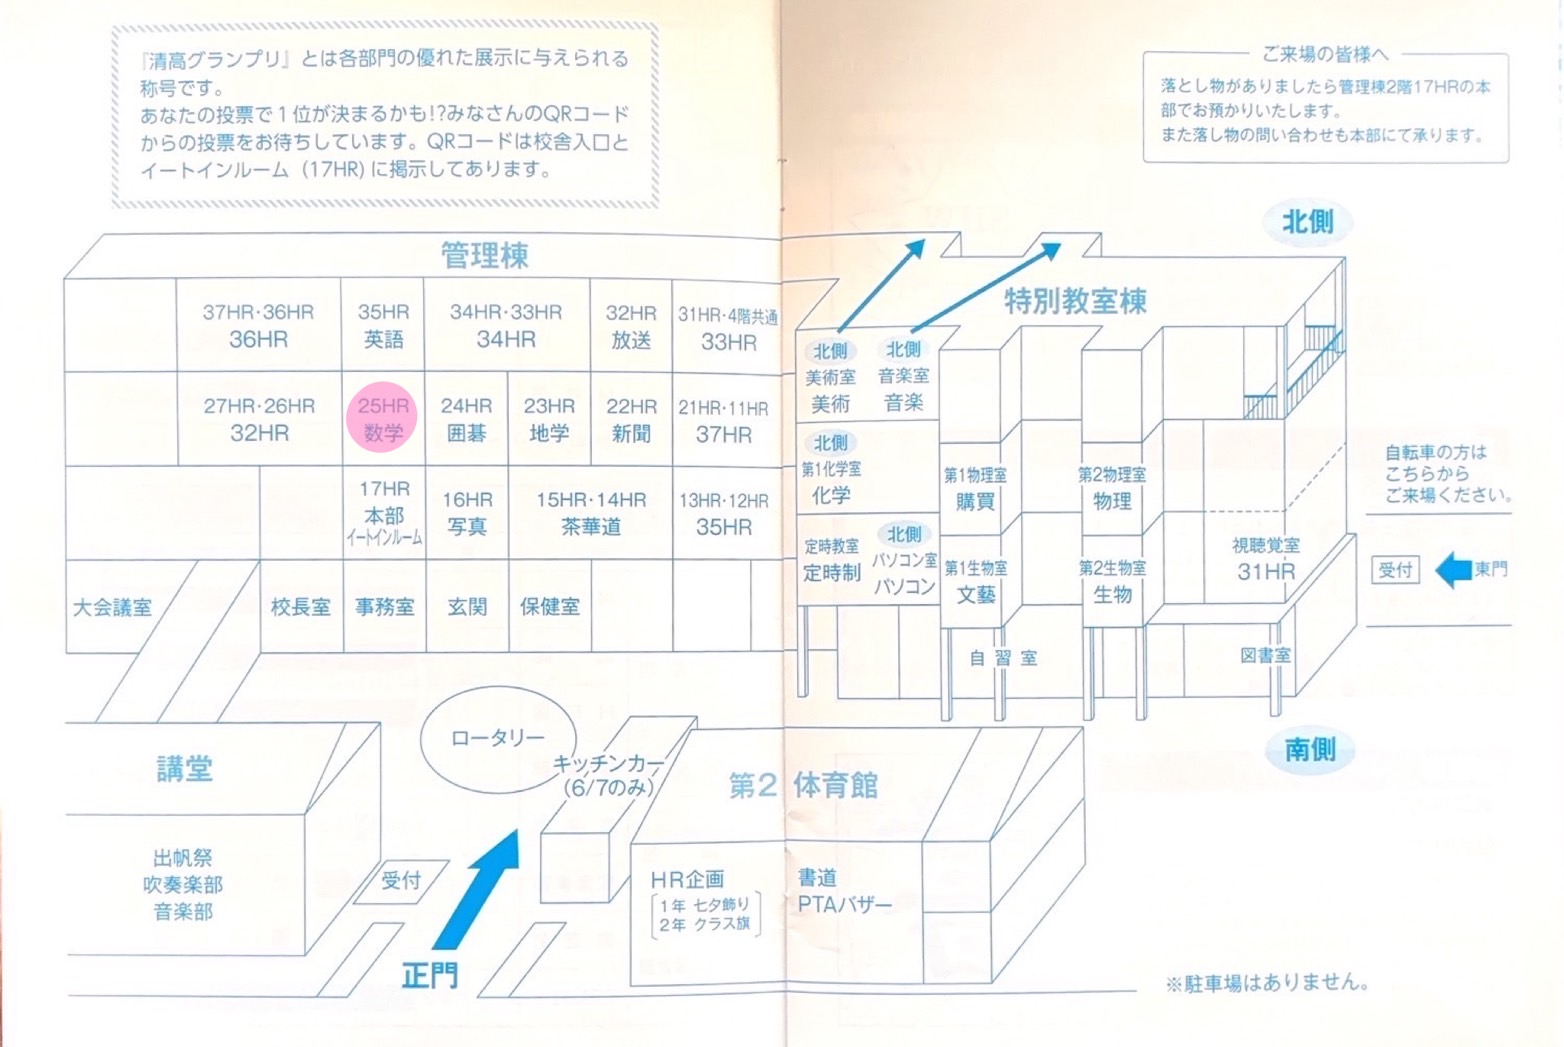 『清高グランプリ』とは各部門の優れた展示に与えられる
称号です。
あなたの投票で1位が決まるかも!?みなさんのQRコード
からの投票をお待ちしています。QRコードは校舎入口と
イートインルーム (17HR) に掲示してあります。
ご来場の皆様へ
落とし物がありましたら管理棟2階17HRの本
部でお預かりいたします。
また落し物の問い合わせも本部にて承ります。
北側
管理棟
37HR·36HR
36HR
35HR
英語
34HR·33HR
34HR
32HR
放送
31HR·4階共通
33HR
27HR·26HR
32HR
25HR
数学
24HR
囲碁
23HR
地学
22HR
新聞
21HR·11HR
37HR
17HR
本部
イートインルーム
16HR
写真
15HR·14HR
茶華道
13HR·12HR
35HR
大会議室
校長室
事務室
玄関
保健室
特別教室棟
北側
美術室
美術
北側
音楽室
音楽
北側
第1化学室
化学
第1物理室
購買
第2物理室
物理
定時教室
定時制
北側
パソコン室
パソコン
第1生物室
文藝
第2生物室
生物
視聴覚室
31HR
自習室
図書室
自転車の方は
こちらから
ご来場ください。
受付
東門
南側
講堂
出帆祭
吹奏楽部
音楽部
受付
ロータリー
キッチンカー
(6/7のみ)
正門
第2 体育館
HR企画
1年 七夕飾り
2年 クラス旗
書道
PTAバザー
※駐車場はありません。